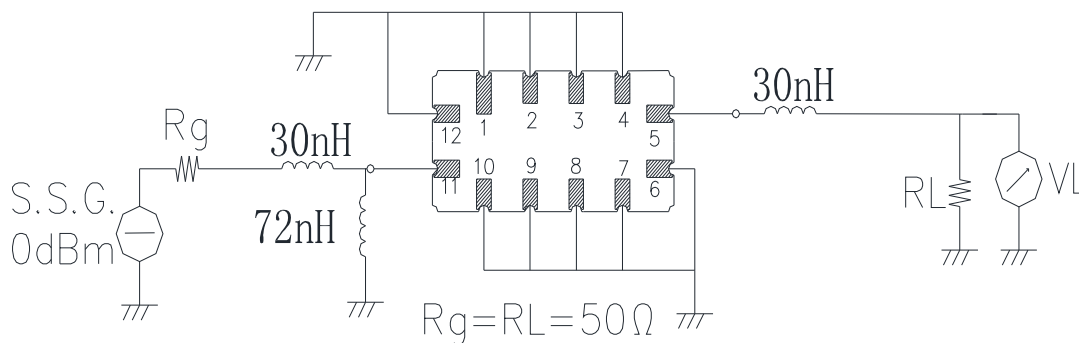 30nH
12 1 2 3 4 5
Rg
30nH
11 10 9 8 7 6
S.S.G.
0dBm
72nH
RL
VL
Rg=RL=50Ω